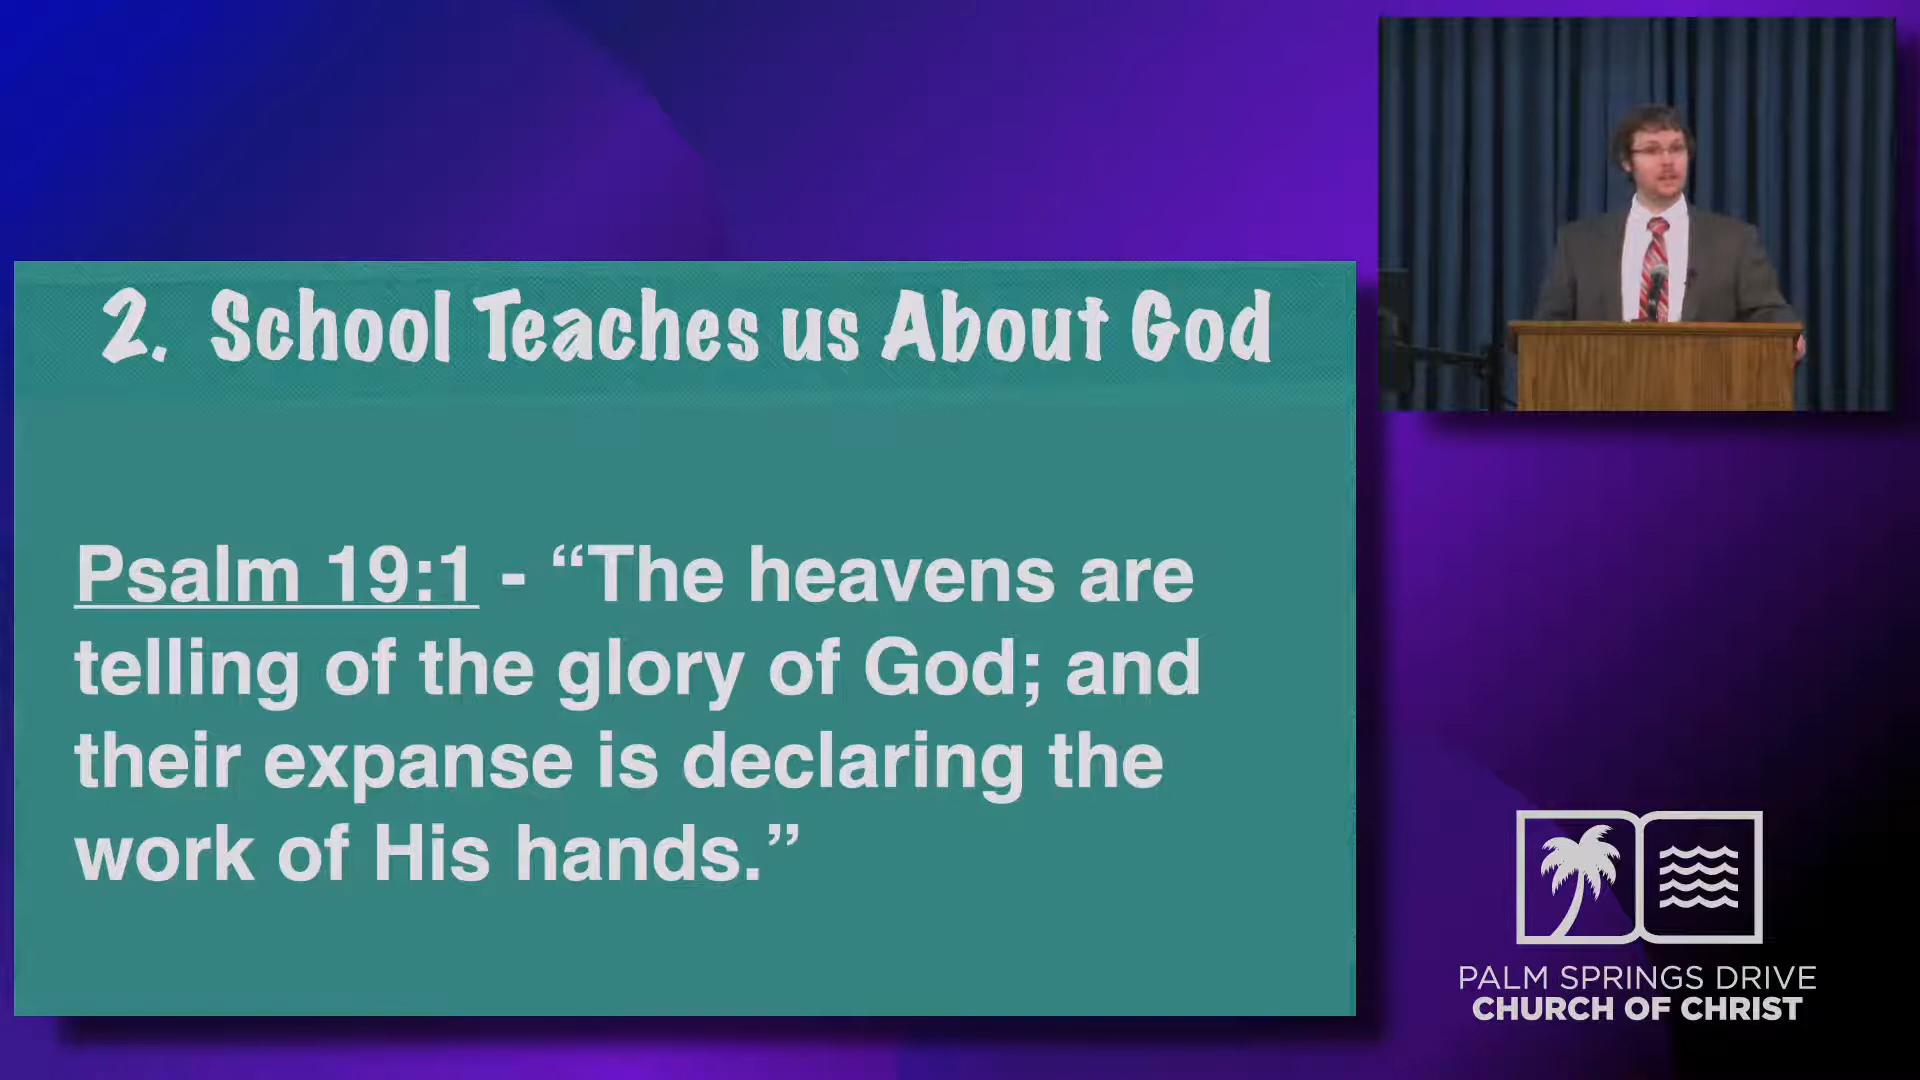 2. School Teaches us About God
Psalm 19:1 - “The heavens are
telling of the glory of God; and
their expanse is declaring the
work of His hands.”
PALM SPRINGS DRIVE
CHURCH OF CHRIST